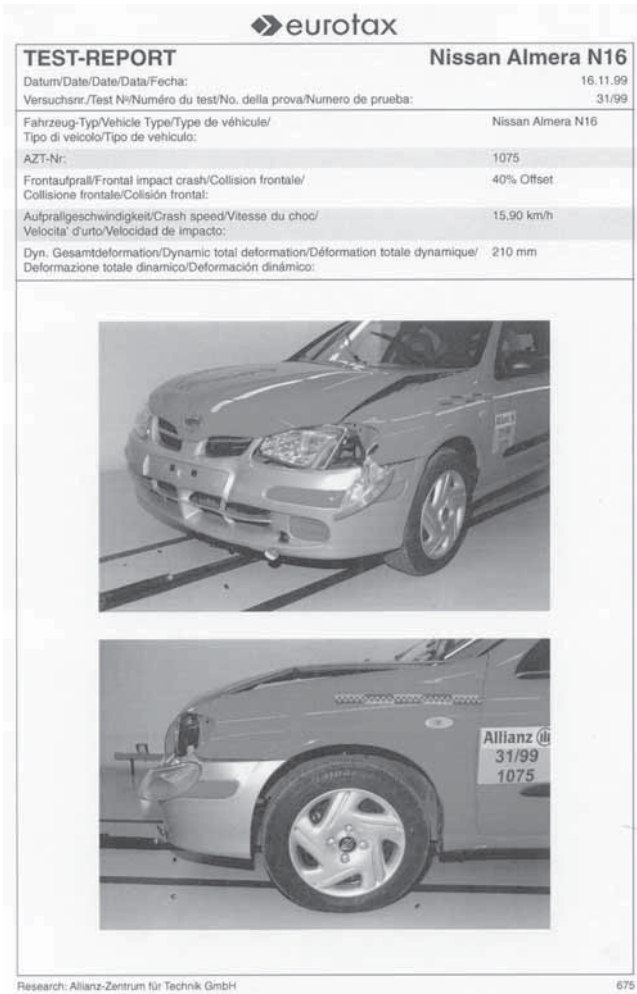 eurotax
TEST-REPORT Nissan Almera N16
Datum/Date/Date/Data/Fecha: 16.11.99
Versuchsnr./Test Nº/Numéro du test/No. della prova/Numero de prueba: 31/99
Fahrzeug-Typ/Vehicle Type/Type de véhicule/ Nissan Almera N16
Tipo di veicolo/Tipo de vehiculo:
AZT-Nr: 1075
Frontaufprall/Frontal impact crash/Collision frontale/ 40% Offset
Collisione frontale/Colisión frontal:
Aufprallgeschwindigkeit/Crash speed/Vitesse du choc/ 15.90 km/h
Velocita' d'urto/Velocidad de impacto:
Dyn. Gesamtdeformation/Dynamic total deformation/Déformation totale dynamique/ 210 mm
Deformazione totale dinamico/Deformación dinámico:
Allianz
31/99
1075
Research: Allianz-Zentrum für Technik GmbH 675